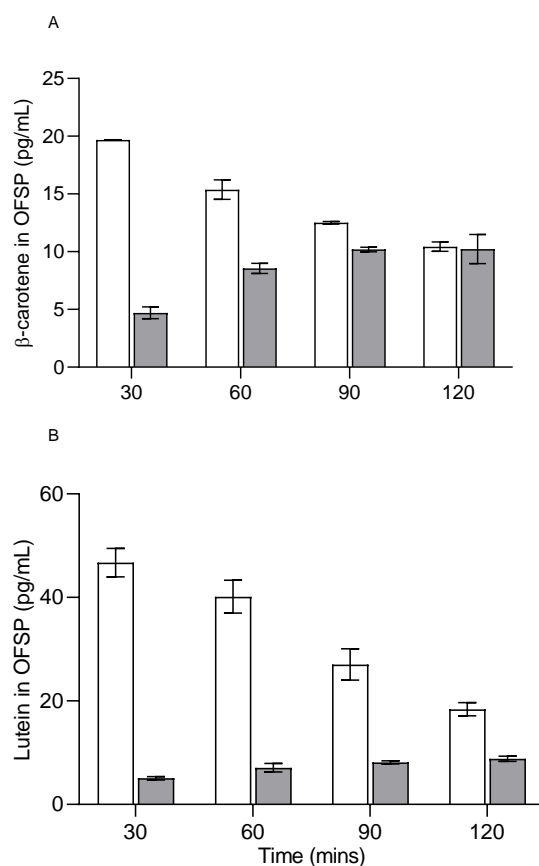 A
β-carotene in OFSP (pg/mL)
25
20
15
10
5
0
30 60 90 120
B
Lutein in OFSP (pg/mL)
60
40
20
0
30 60 90 120
Time (mins)